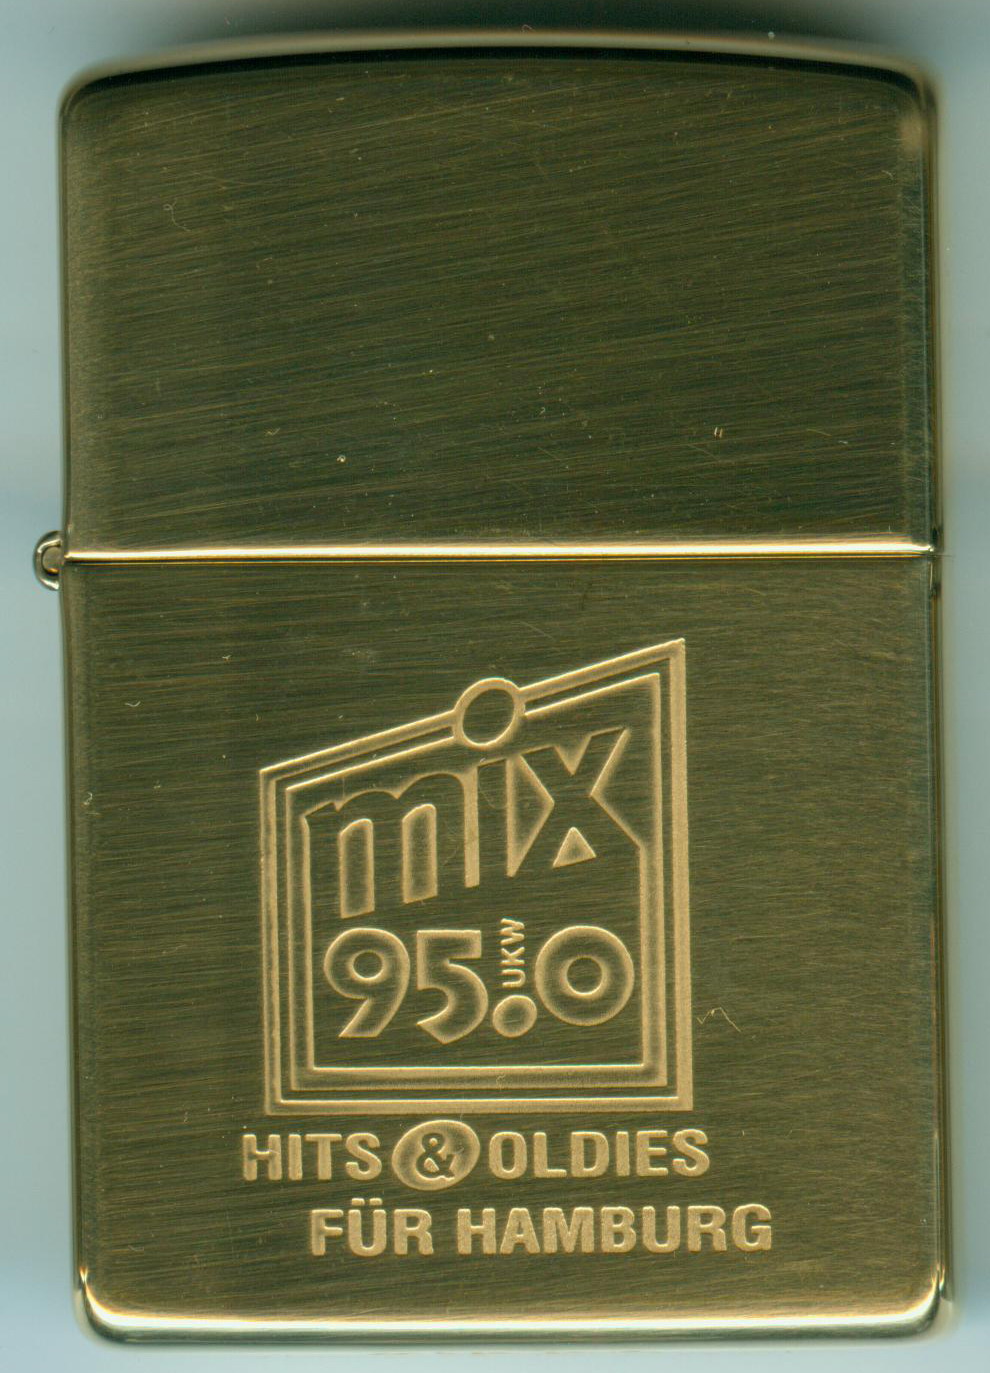 mix
95.0
UKW
HITS & OLDIES
FÜR HAMBURG